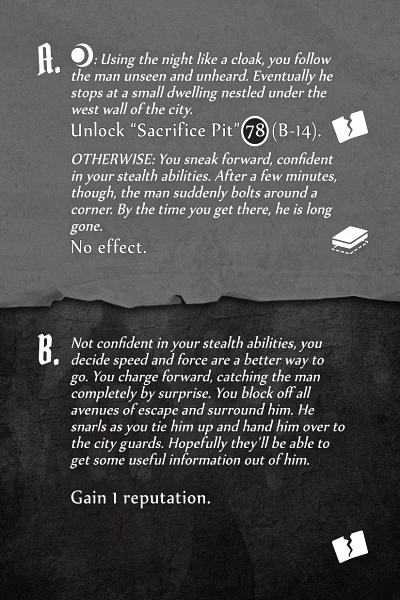 A. : Using the night like a cloak, you follow
the man unseen and unheard. Eventually he
stops at a small dwelling nestled under the
west wall of the city.
Unlock “Sacrifice Pit” 78 (B-14).
OTHERWISE: You sneak forward, confident
in your stealth abilities. After a few minutes,
though, the man suddenly bolts around a
corner. By the time you get there, he is long
gone.
No effect.
B. Not confident in your stealth abilities, you
decide speed and force are a better way to
go. You charge forward, catching the man
completely by surprise. You block off all
avenues of escape and surround him. He
snarls as you tie him up and hand him over to
the city guards. Hopefully they’ll be able to
get some useful information out of him.
Gain 1 reputation.